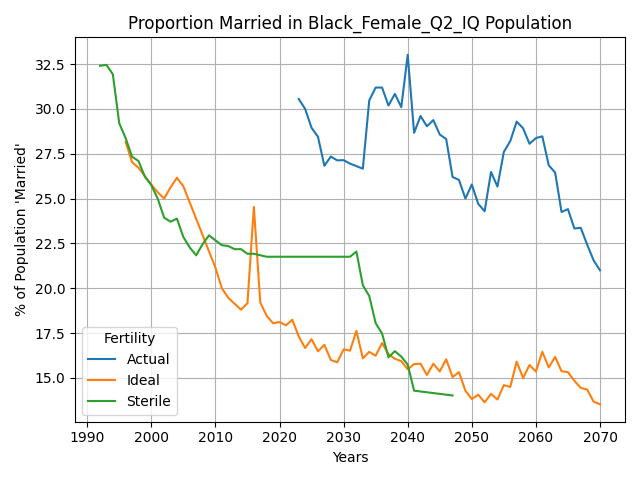 Proportion Married in Black_Female_Q2_IQ Population
% of Population 'Married'
32.5
30.0
27.5
25.0
22.5
20.0
17.5
15.0
Fertility
Actual
Ideal
Sterile
1990 2000 2010 2020 2030 2040 2050 2060 2070
Years